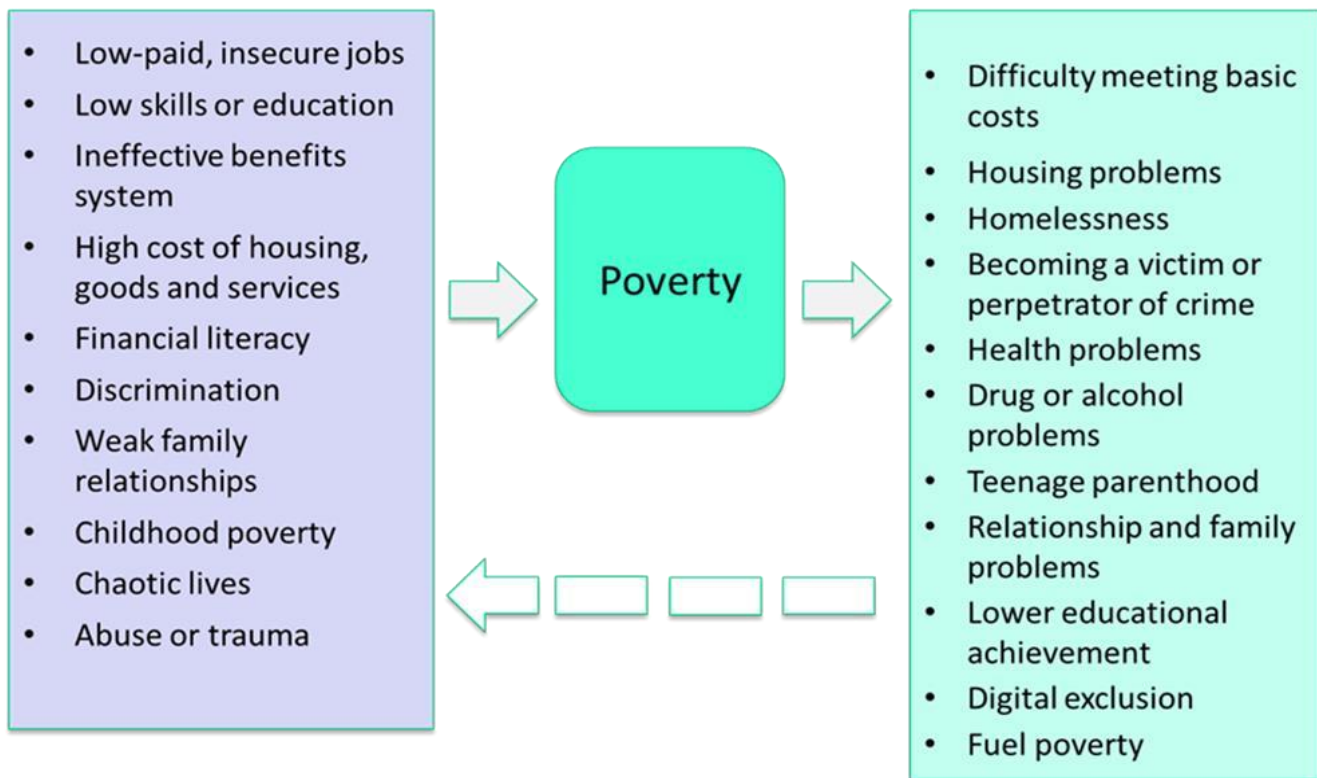 • Low-paid, insecure jobs
• Low skills or education
• Ineffective benefits
system
• High cost of housing,
goods and services
• Financial literacy
• Discrimination
• Weak family
relationships
• Childhood poverty
• Chaotic lives
• Abuse or trauma
Poverty
• Difficulty meeting basic
costs
• Housing problems
• Homelessness
• Becoming a victim or
perpetrator of crime
• Health problems
• Drug or alcohol
problems
• Teenage parenthood
• Relationship and family
problems
• Lower educational
achievement
• Digital exclusion
• Fuel poverty